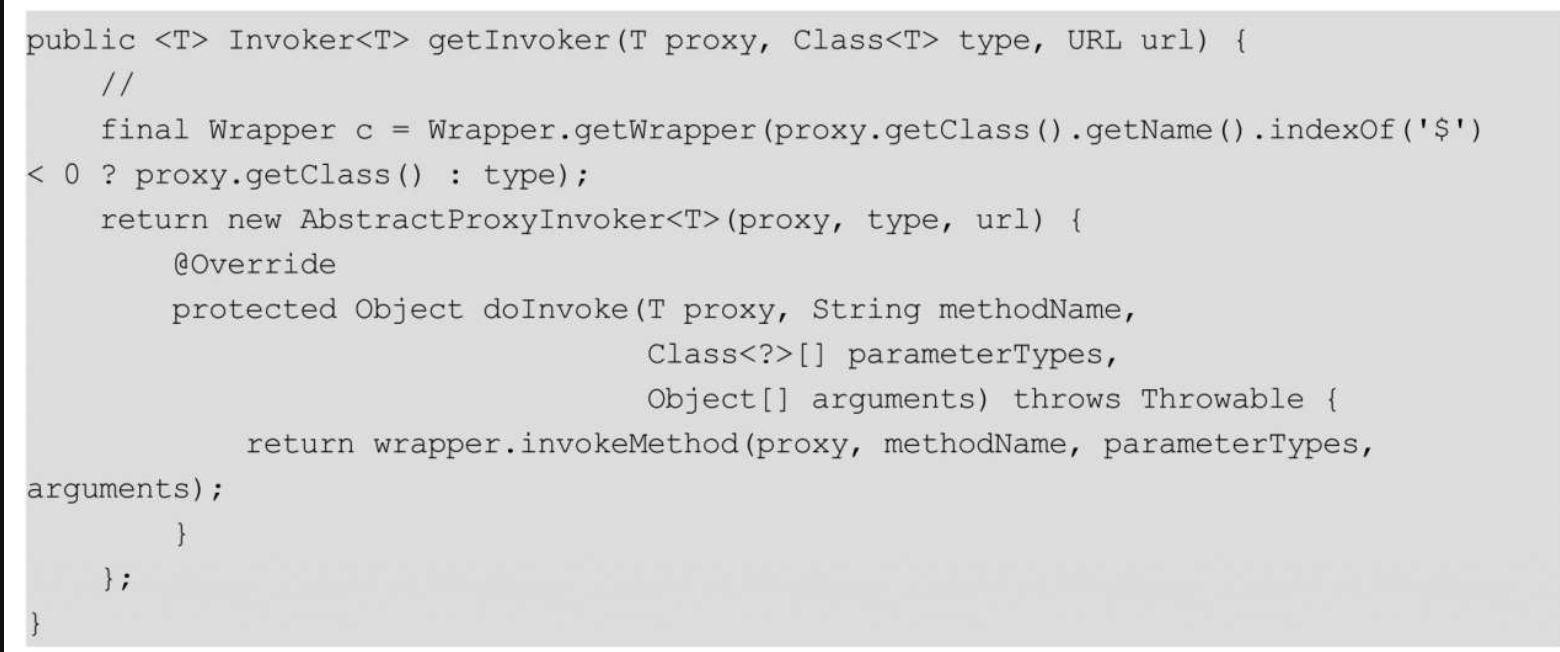 public <T> Invoker<T> getInvoker(T proxy, Class<T> type, URL url) {
    //
    final Wrapper c = Wrapper.getWrapper(proxy.getClass().getName().indexOf('$')
< 0 ? proxy.getClass() : type);
    return new AbstractProxyInvoker<T>(proxy, type, url) {
        @Override
        protected Object doInvoke(T proxy, String methodName,
                                  Class<?>[] parameterTypes,
                                  Object[] arguments) throws Throwable {
            return wrapper.invokeMethod(proxy, methodName, parameterTypes,
arguments);
        }
    };
}